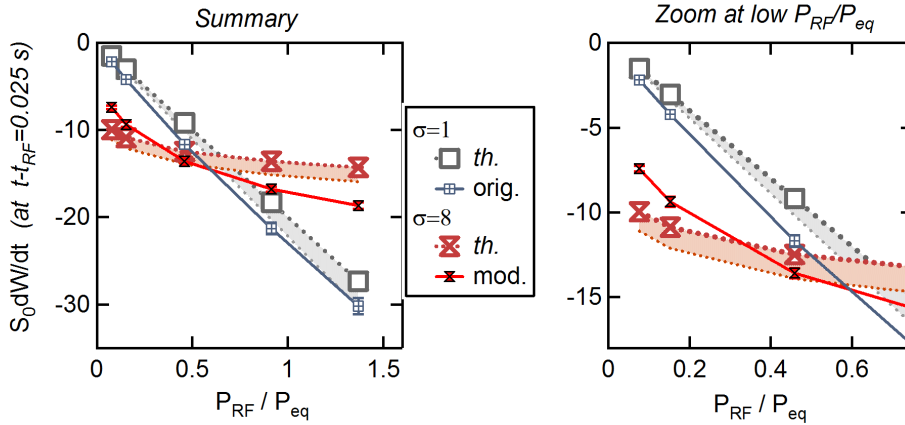 Summary
Zoom at low P_RF/P_eq
S₀dW/dt (at t-t_RF=0.025 s)
0
-10
-20
-30
0
0.5
1
1.5
P_RF / P_eq
σ=1
th.
orig.
σ=8
th.
mod.
0
-5
-10
-15
0
0.2
0.4
0.6
P_RF / P_eq